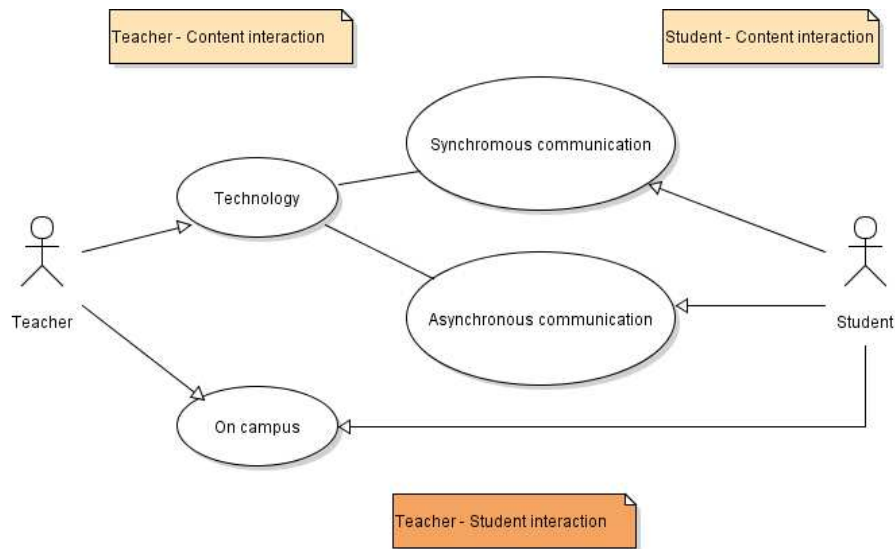 Teacher - Content interaction
Student - Content interaction
Synchromous communication
Technology
Teacher
Asynchronous communication
Student
On campus
Teacher - Student interaction